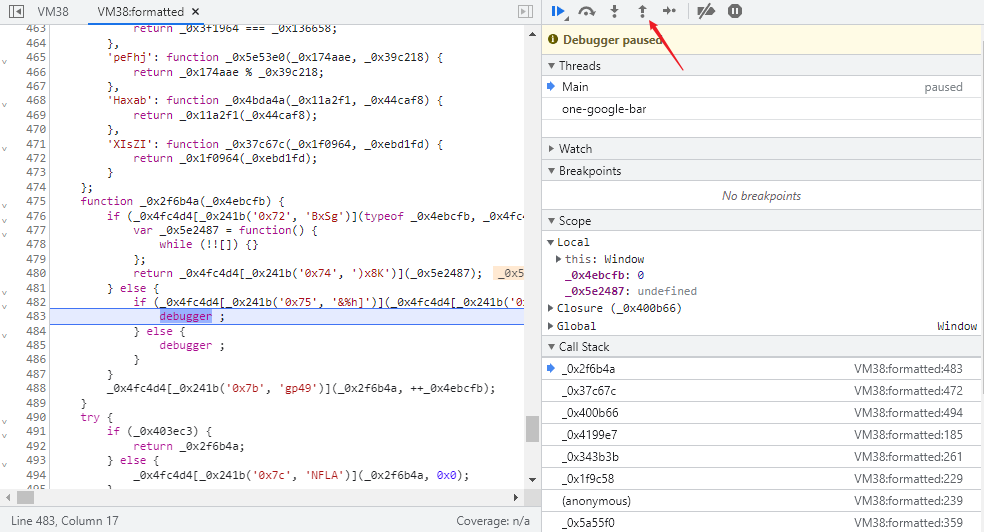 VM38 VM38:formatted ×
463 return _0x3f1964 === _0x136658;
464 },
465 'peFhj': function _0x5e53e0(_0x174aae, _0x39c218) {
466 return _0x174aae % _0x39c218;
467 },
468 'Haxab': function _0x4bda4a(_0x11a2f1, _0x44caf8) {
469 return _0x11a2f1(_0x44caf8);
470 },
471 'XIsZI': function _0x37c67c(_0x1f0964, _0xebd1fd) {
472 return _0x1f0964(_0xebd1fd);
473 }
474 };
475 function _0x2f6b4a(_0x4ebcfb) {
476 if (_0x4fc4d4[_0x241b('0x72', 'BxSg')](typeof _0x4ebcfb, _0x4fc4
477 var _0x5e2487 = function() {
478 while (!![]) {}
479 };
480 return _0x4fc4d4[_0x241b('0x74', ')x8K')](_0x5e2487); _0x5
481 } else {
482 if (_0x4fc4d4[_0x241b('0x75', '&%h]')](_0x4fc4d4[_0x241b('0
483 debugger ;
484 } else {
485 debugger ;
486 }
487 }
488 _0x4fc4d4[_0x241b('0x7b', 'gp49')](_0x2f6b4a, ++_0x4ebcfb);
489 }
490 try {
491 if (_0x403ec3) {
492 return _0x2f6b4a;
493 } else {
494 _0x4fc4d4[_0x241b('0x7c', 'NFLA')](_0x2f6b4a, 0x0);
Line 483, Column 17 Coverage: n/a
Debugger paused
Threads
Main paused
one-google-bar
Watch
Breakpoints
No breakpoints
Scope
Local
this: Window
_0x4ebcfb: 0
_0x5e2487: undefined
Closure (_0x400b66)
Global Window
Call Stack
_0x2f6b4a VM38:formatted:483
_0x37c67c VM38:formatted:472
_0x400b66 VM38:formatted:494
_0x4199e7 VM38:formatted:185
_0x343b3b VM38:formatted:261
_0x1f9c58 VM38:formatted:229
(anonymous) VM38:formatted:239
_0x5a55f0 VM38:formatted:359